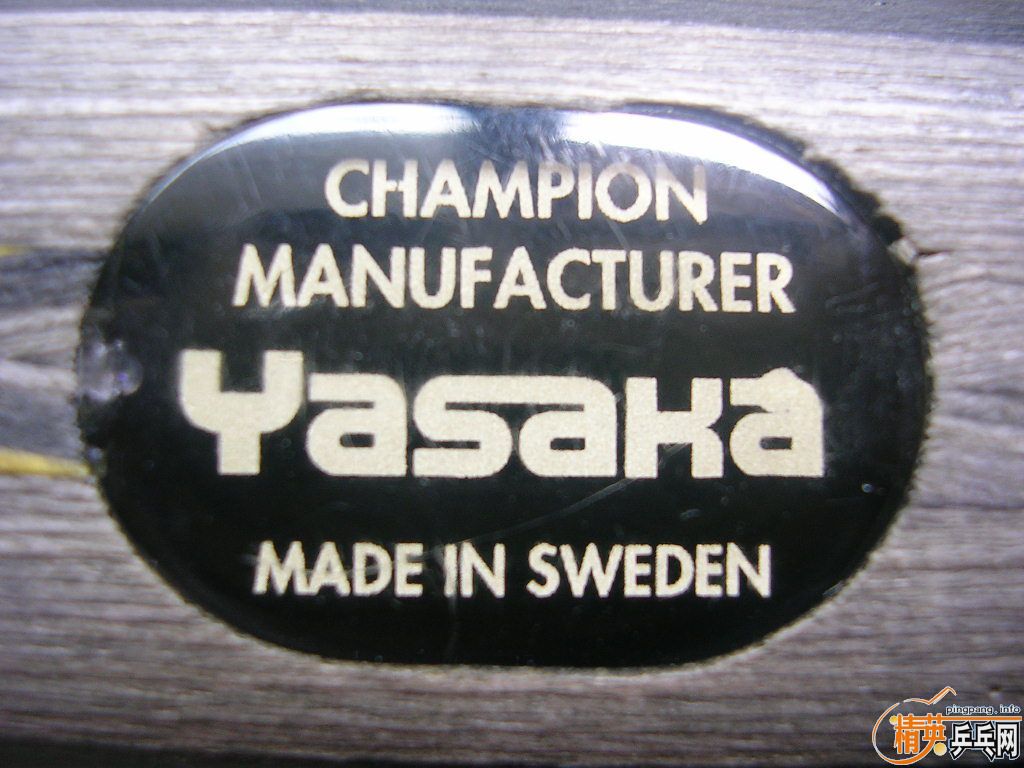 CHAMPION
MANUFACTURER
Yasaka
MADE IN SWEDEN
pingpang.info
精英乒乓网